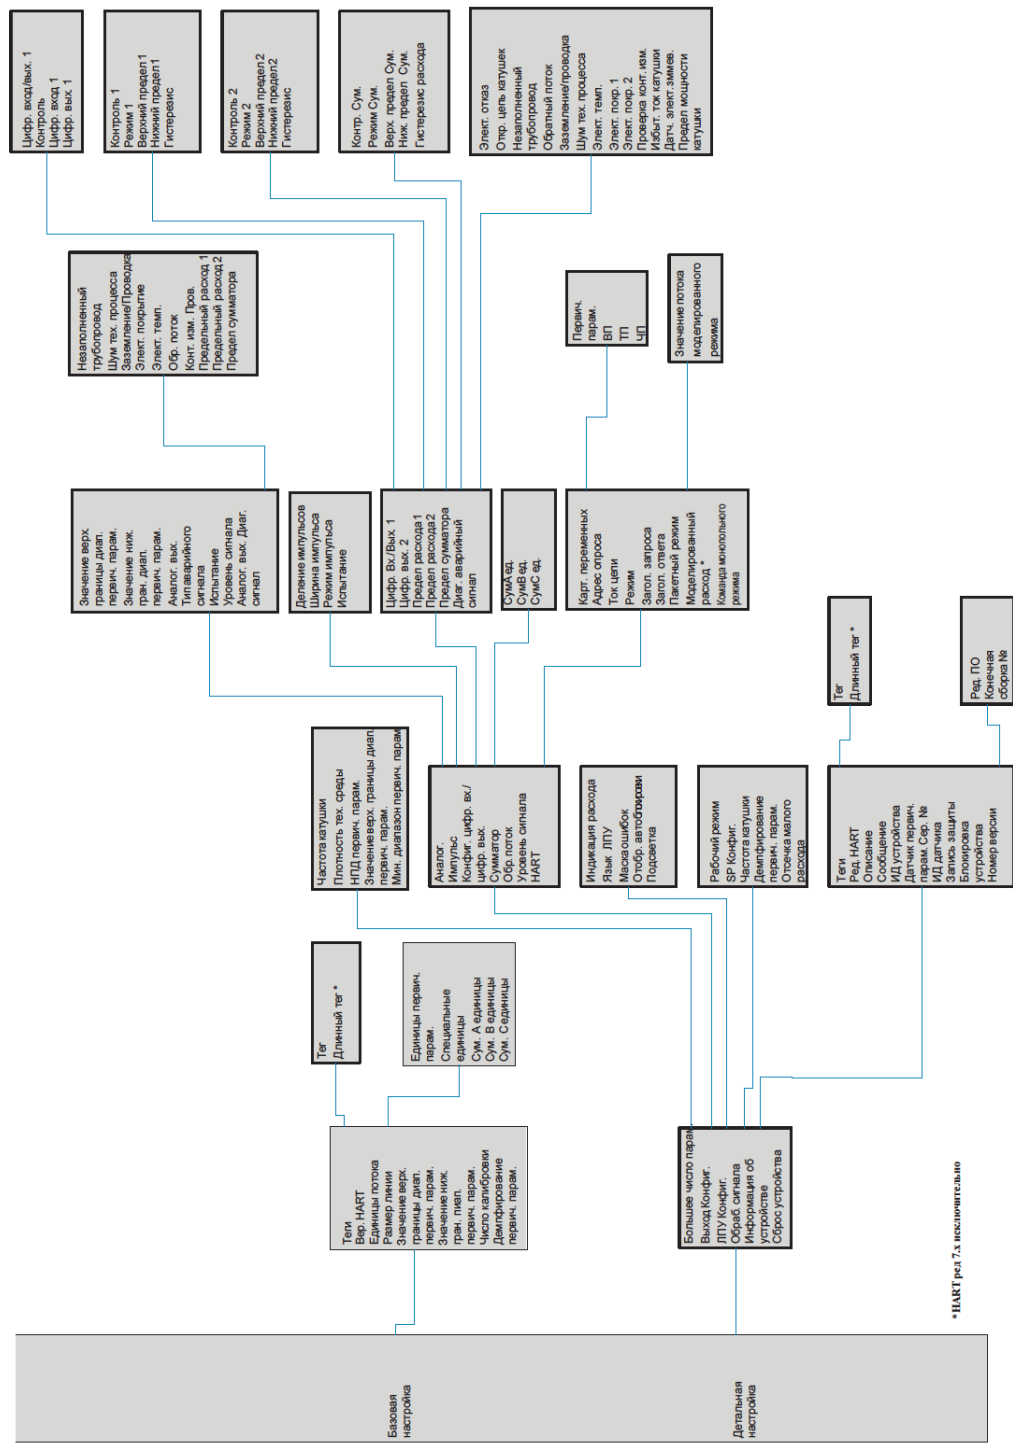 Базовая
настройка
Детальная
настройка
Теги
Вер. HART
Единицы потока
Размер линии
Значение верх.
границы диап.
первич. парам.
Значение ниж.
гран. пиап.
первич. парам.
Число калибровки
Демпфирование
первич. парам.
Большее число парам.
Выход Конфиг.
ЛПУ Конфиг.
Обраб. сигнала
Информация об
устройстве
Сброс устройства
Тег
Длинный тег *
Единицы первич.
парам.
Специальные
единицы
Сум. А единицы
Сум. В единицы
Сум. С единицы
Частота катушки
Плотность тех. среды
НПД первич. парам.
Значение верх. границы диап.
первич. парам.
Мин. диапазон первич. парам
Аналог.
Импульс
Конфиг. цифр. вх./
цифр. вых.
Сумматор
Обр. поток
Уровень сигнала
HART
Индикация расхода
Язык ЛПУ
Маска ошибок
Отобр. автоблокировки
Подсветка
Рабочий режим
SP Конфиг.
Частота катушки
Демпфирование
первич. парам.
Отсечка малого
расхода
Теги
Ред. HART
Описание
Сообщение
ИД устройства
Датчик первич.
парам. Сер. №
ИД датчика
Запись защиты
Блокировка
устройства
Номер версии
Значение верх.
границы диап.
первич. парам.
Значение ниж.
гран. диап.
первич. парам.
Аналог. вых.
Тип аварийного
сигнала
Испытание
Уровень сигнала
Аналог. вых. Диаг.
сигнал
Деление импульсов
Ширина импульса
Режим импульса
Испытание
Цифр. Вх./Вых. 1
Цифр. вых. 2
Предел расхода 1
Предел расхода 2
Предел сумматора
Диаг. аварийный
сигнал
СумА ед.
СумВ ед.
СумС ед.
Карт. переменных
Адрес опроса
Ток цепи
Режим
Загол. запроса
Загол. ответа
Пакетный режим
Моделированный
расход *
Команда монопольного
режима
Тег
Длинный тег *
Ред. ПО
Конечная
сборка №
Незаполненный
трубопровод
Шум тех. процесса
Заземление/Проводка
Элект. покрытие
Элект. темп.
Обр. поток
Конт. изм. Пров.
Предельный расход 1
Предельный расход 2
Предел сумматора
Первич.
парам.
ВП
ТП
ЧП
Значение потока
моделированного
режима
Цифр. вход/вых. 1
Контроль
Цифр. вход 1
Цифр. вых. 1
Контроль 1
Режим 1
Верхний предел 1
Нижний предел 1
Гистерезис
Контроль 2
Режим 2
Верхний предел 2
Нижний предел 2
Гистерезис
Контр. Сум.
Режим Сум.
Верх. предел Сум.
Ниж. предел Сум.
Гистерезис расхода
Элект. отказ
Откр. цепь катушек
Незаполненный
трубопровод
Обратный поток
Заземление/проводка
Шум тех. процесса
Элект. темп.
Элект. покр. 1
Элект. покр. 2
Проверка конт. изм.
Избыт. ток катушки
Датч. элект. эммев.
Предел мощности
катушки
*HART ред 7.x исключительно